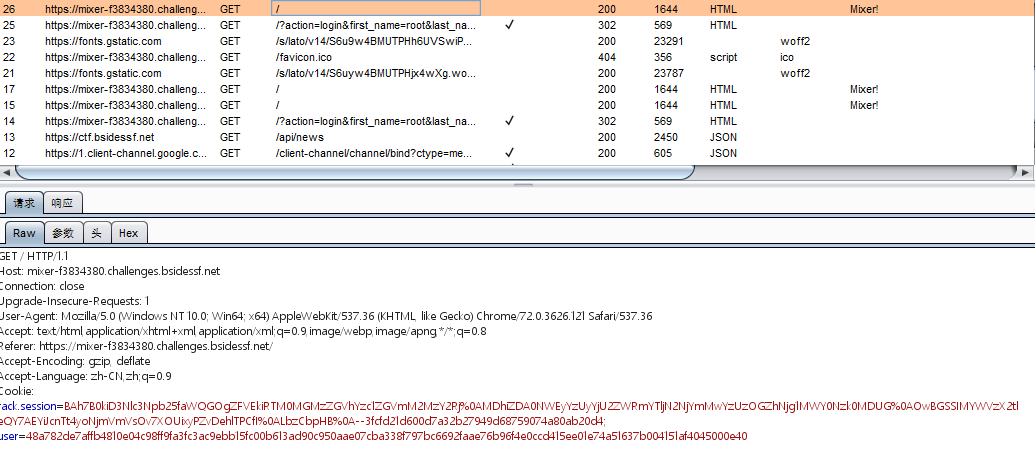 26 https://mixer-f3834380.challeng... GET / 200 1644 HTML Mixer!
25 https://mixer-f3834380.challeng... GET /?action=login&first_name=root&last_na... ✓ 302 569 HTML
23 https://fonts.gstatic.com GET /s/lato/v14/S6u9w4BMUTPHh6UVSwiP... 200 23291 woff2
22 https://mixer-f3834380.challeng... GET /favicon.ico 404 356 script ico
21 https://fonts.gstatic.com GET /s/lato/v14/S6uyw4BMUTPHjx4wXg.wo... 200 23787 woff2
17 https://mixer-f3834380.challeng... GET / 200 1644 HTML Mixer!
15 https://mixer-f3834380.challeng... GET / 200 1644 HTML Mixer!
14 https://mixer-f3834380.challeng... GET /?action=login&first_name=root&last_na... ✓ 302 569 HTML
13 https://ctf.bsidessf.net GET /api/news 200 2450 JSON
12 https://1.client-channel.google.c... GET /client-channel/channel/bind?ctype=me... ✓ 200 605 JSON
请求 响应
Raw 参数 头 Hex
GET / HTTP/1.1
Host: mixer-f3834380.challenges.bsidessf.net
Connection: close
Upgrade-Insecure-Requests: 1
User-Agent: Mozilla/5.0 (Windows NT 10.0; Win64; x64) AppleWebKit/537.36 (KHTML, like Gecko) Chrome/72.0.3626.121 Safari/537.36
Accept: text/html,application/xhtml+xml,application/xml;q=0.9,image/webp,image/apng,*/*;q=0.8
Referer: https://mixer-f3834380.challenges.bsidessf.net/
Accept-Encoding: gzip, deflate
Accept-Language: zh-CN,zh;q=0.9
Cookie:
rack.session=
user=48a782de7affb4810e04c98ff9fa3fc3ac9ebb15fc00b613ad90c950aae07cba338f797bc6692faae76b96f4e0ccd415ee01e74a51637b004151af4045000e40